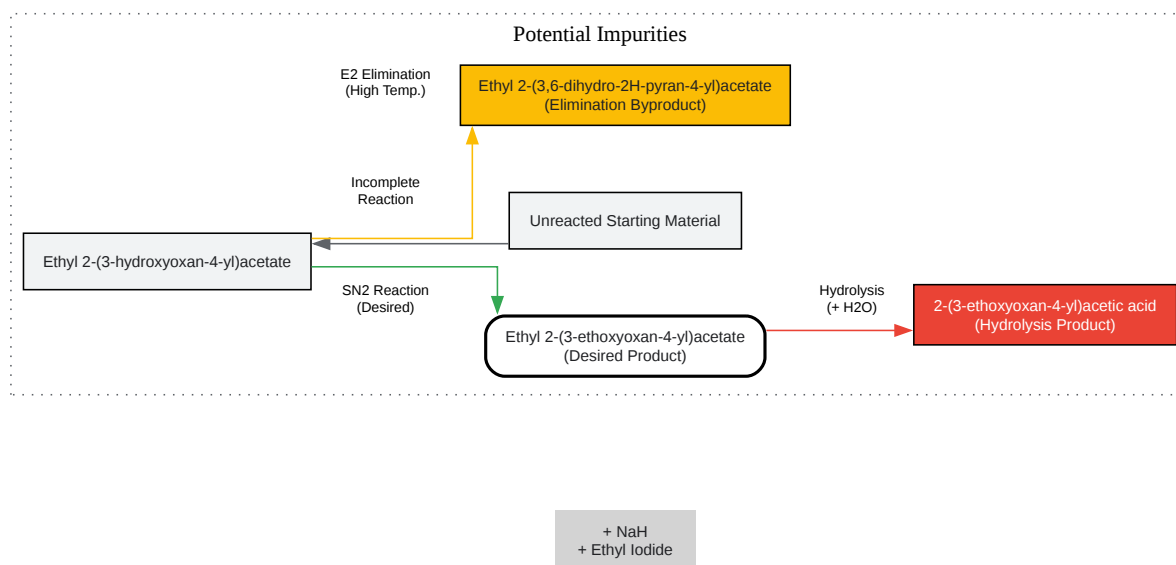 Potential Impurities
E2 Elimination
(High Temp.)
Ethyl 2-(3,6-dihydro-2H-pyran-4-yl)acetate
(Elimination Byproduct)
Incomplete
Reaction
Unreacted Starting Material
Ethyl 2-(3-hydroxyoxan-4-yl)acetate
SN2 Reaction
(Desired)
Ethyl 2-(3-ethoxyoxan-4-yl)acetate
(Desired Product)
Hydrolysis
(+ H2O)
2-(3-ethoxyoxan-4-yl)acetic acid
(Hydrolysis Product)
+ NaH
+ Ethyl Iodide